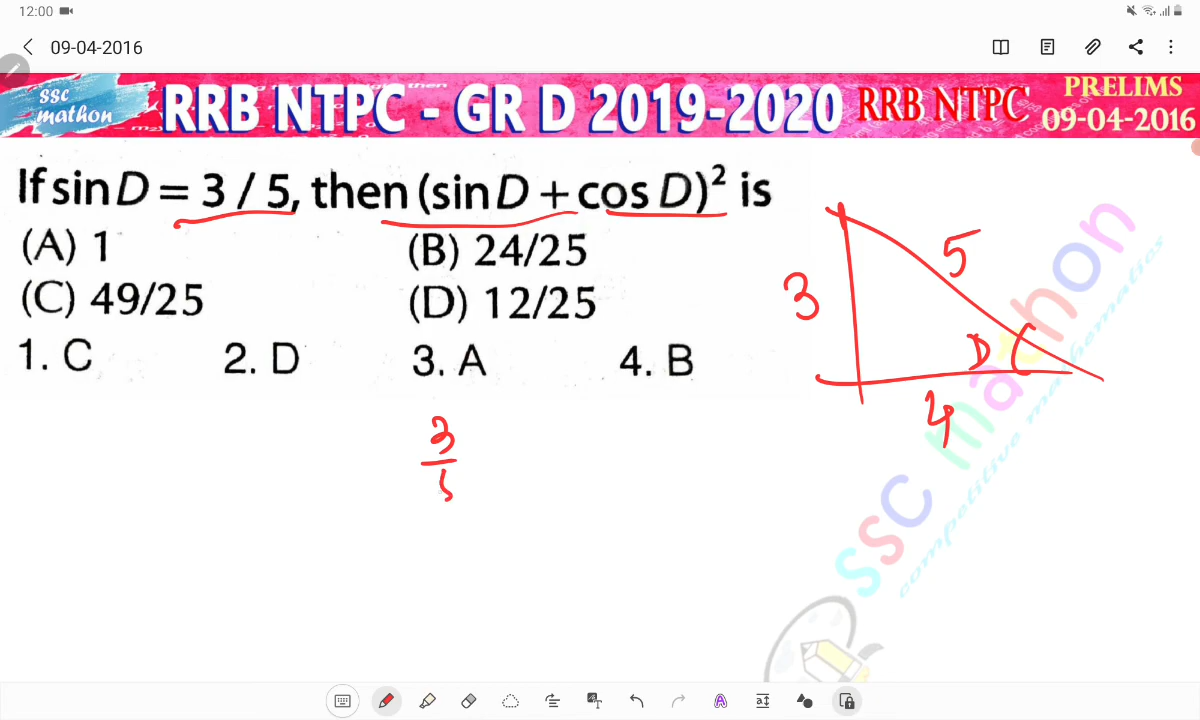 12:00
09-04-2016
ssc mathon
RRB NTPC - GR D 2019-2020
RRB NTPC
PRELIMS
09-04-2016
If sin D = 3 / 5, then (sin D + cos D)² is
(A) 1 (B) 24/25
(C) 49/25 (D) 12/25
1. C 2. D 3. A 4. B
3
5
D
4
3
5
ssc mathon
competitive mathematics